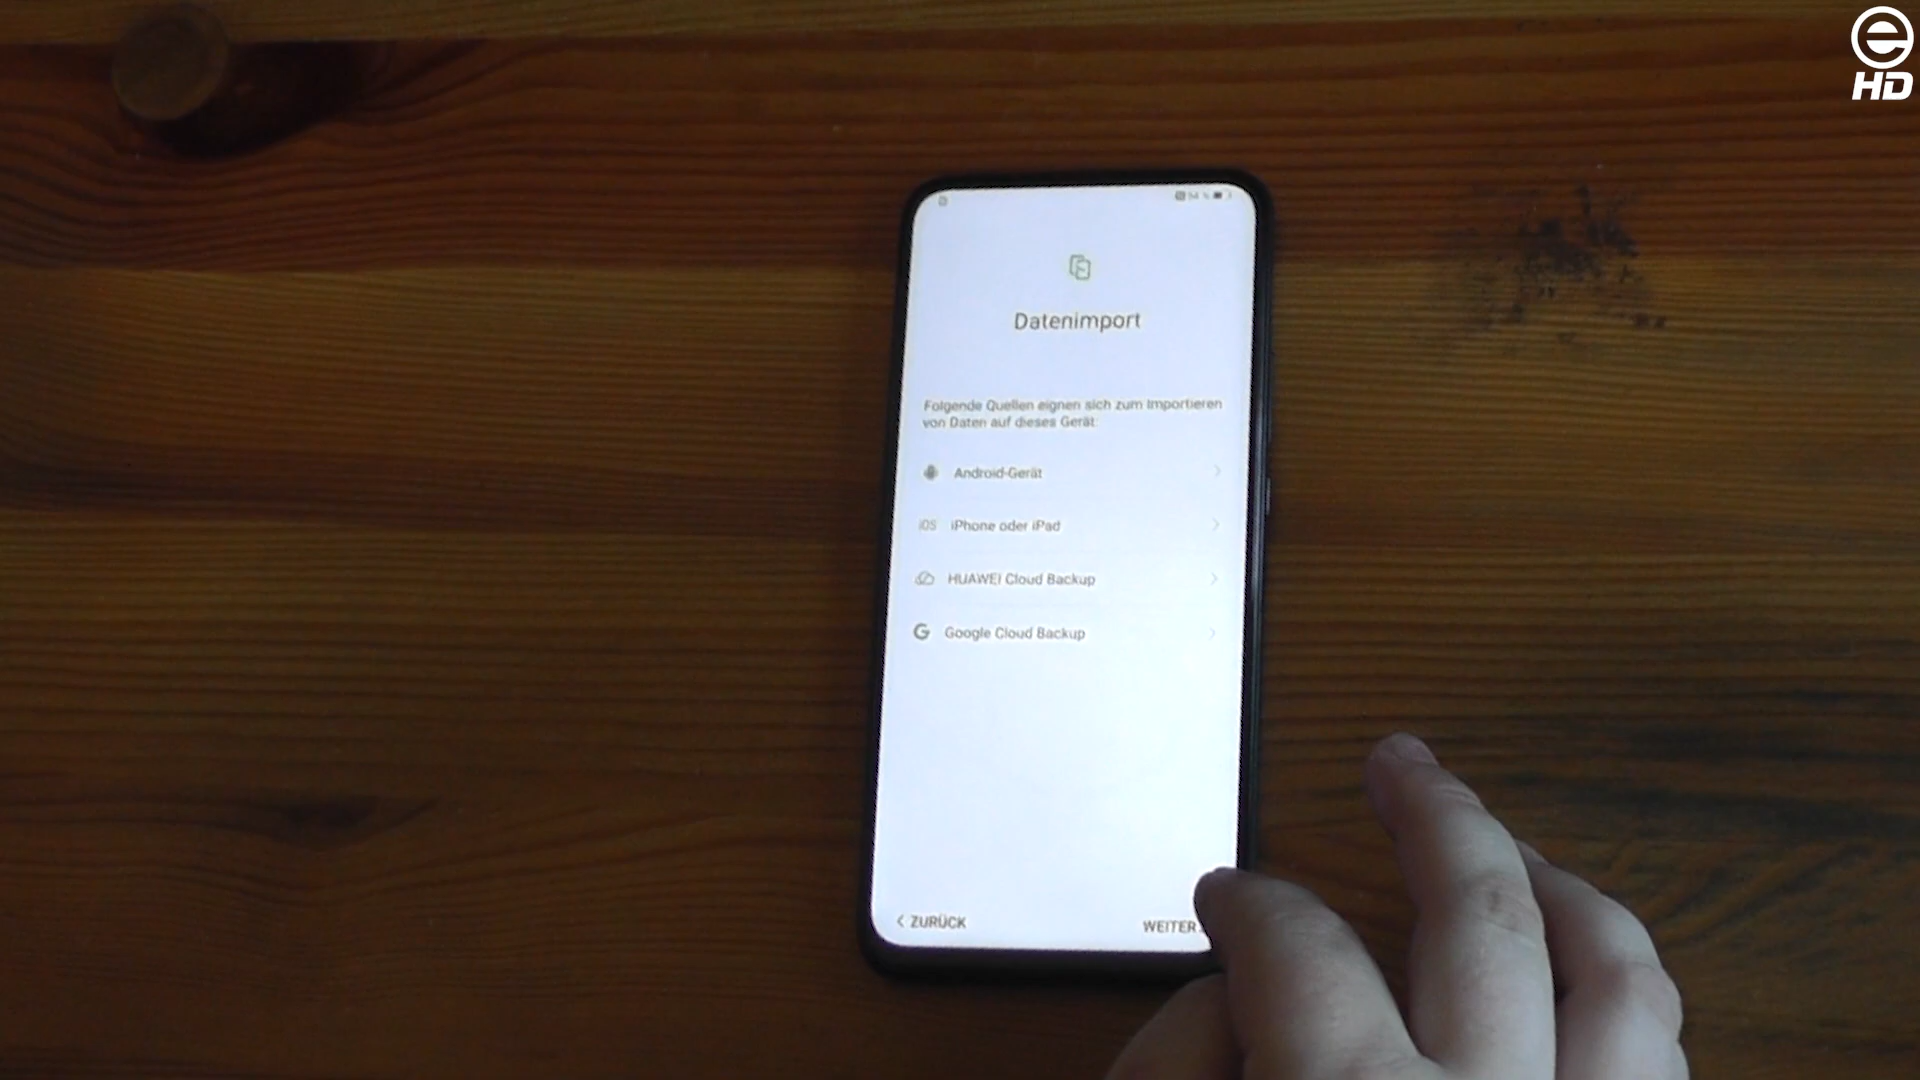 e
HD
Datenimport
Folgende Quellen eignen sich zum Importieren
von Daten auf dieses Gerät:
Android-Gerät
iOS iPhone oder iPad
HUAWEI Cloud Backup
G Google Cloud Backup
< ZURÜCK
WEITER